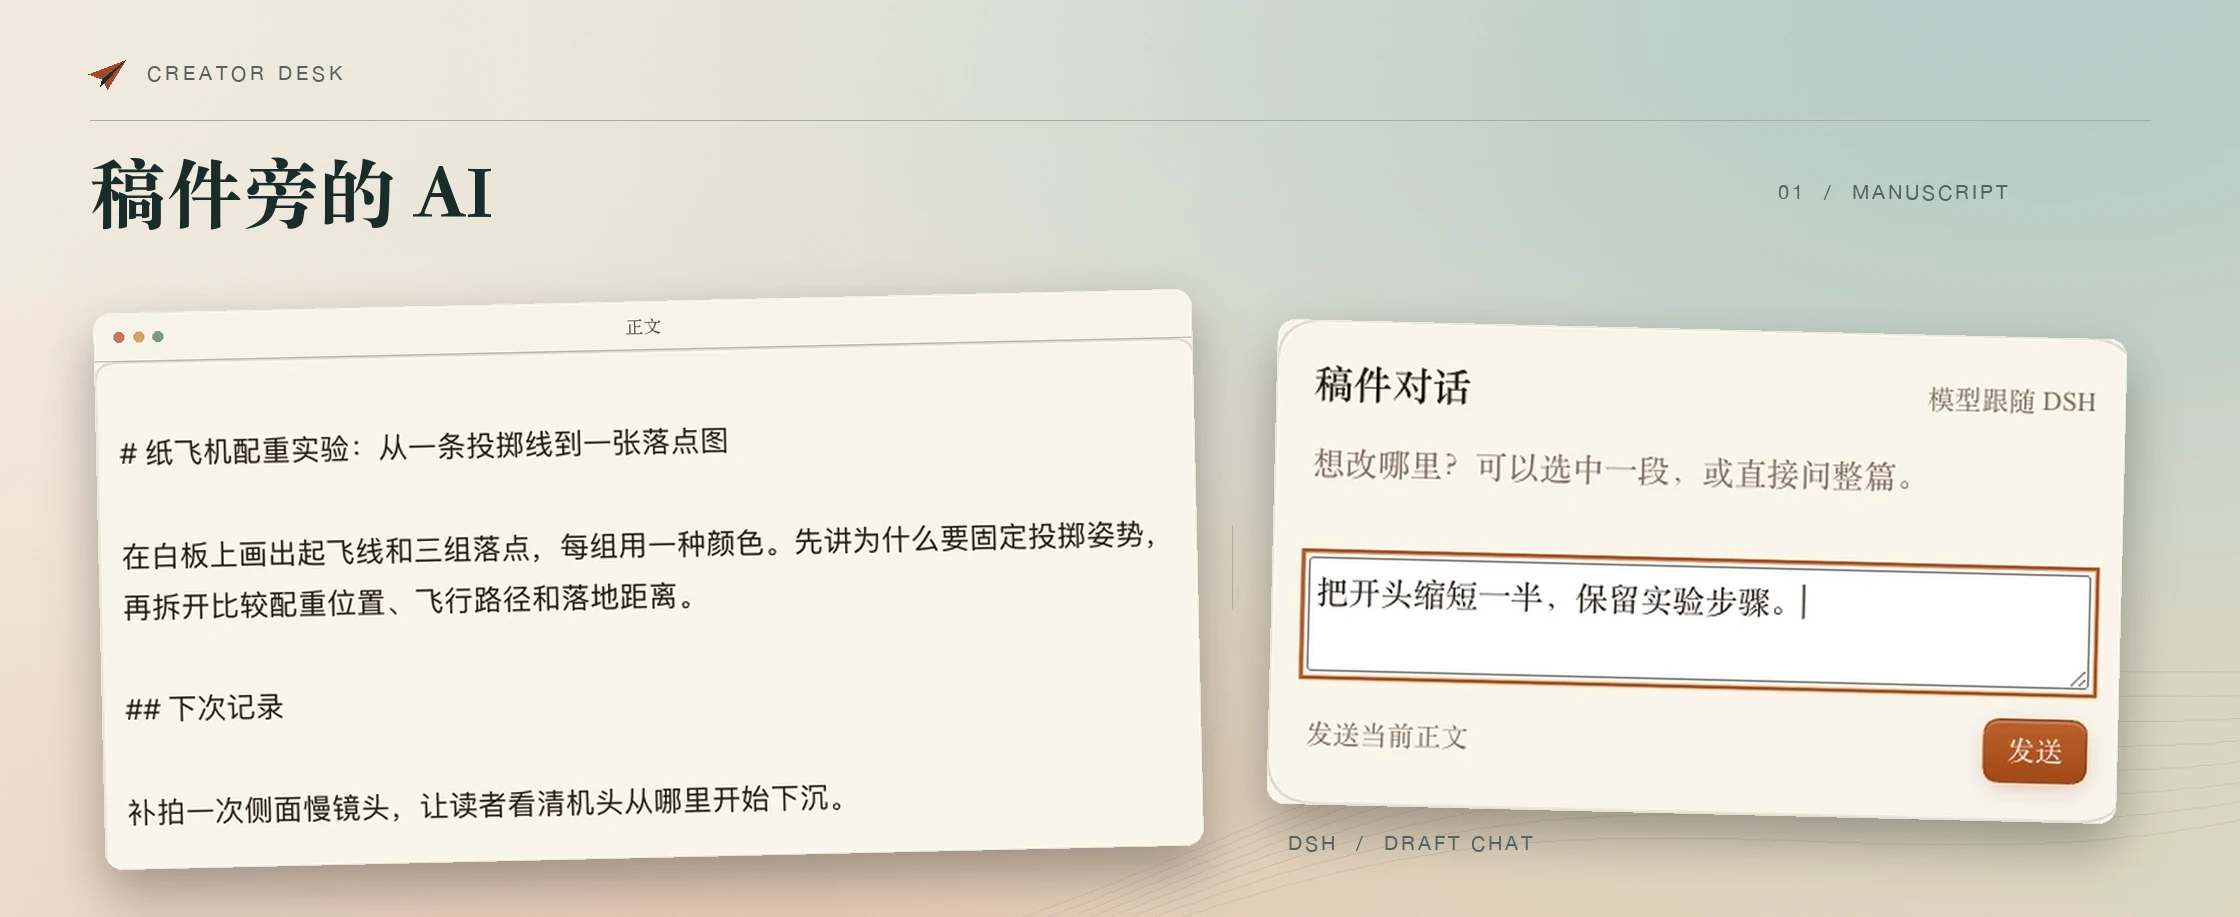 CREATOR DESK
稿件旁的 AI
01 / MANUSCRIPT
正文
# 纸飞机配重实验：从一条投掷线到一张落点图
在白板上画出起飞线和三组落点，每组用一种颜色。先讲为什么要固定投掷姿势，
再拆开比较配重位置、飞行路径和落地距离。
## 下次记录
补拍一次侧面慢镜头，让读者看清机头从哪里开始下沉。
稿件对话
模型跟随 DSH
想改哪里？可以选中一段，或直接问整篇。
把开头缩短一半，保留实验步骤。
发送当前正文
发送
DSH / DRAFT CHAT